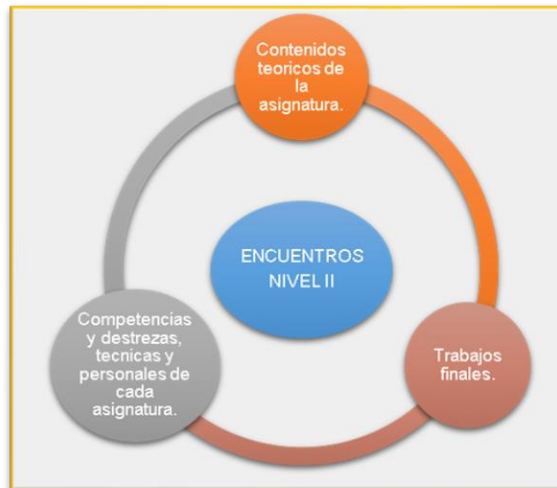 Contenidos
teoricos de
la
asignatura.
ENCUENTROS
NIVEL II
Competencias
y destrezas,
tecnicas y
personales de
cada
asignatura.
Trabajos
finales.